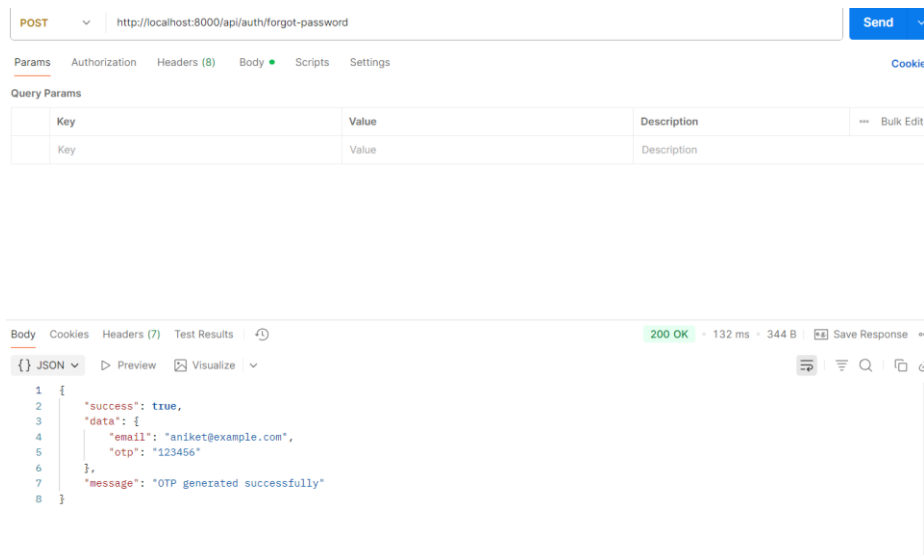 POST http://localhost:8000/api/auth/forgot-password Send
Params Authorization Headers (8) Body Scripts Settings Cookie
Query Params
Key Value Description Bulk Edit
Key Value Description
Body Cookies Headers (7) Test Results 200 OK 132 ms 344 B Save Response
{} JSON Preview Visualize
1 {
2 "success": true,
3 "data": {
4 "email": "aniket@example.com",
5 "otp": "123456"
6 },
7 "message": "OTP generated successfully"
8 }